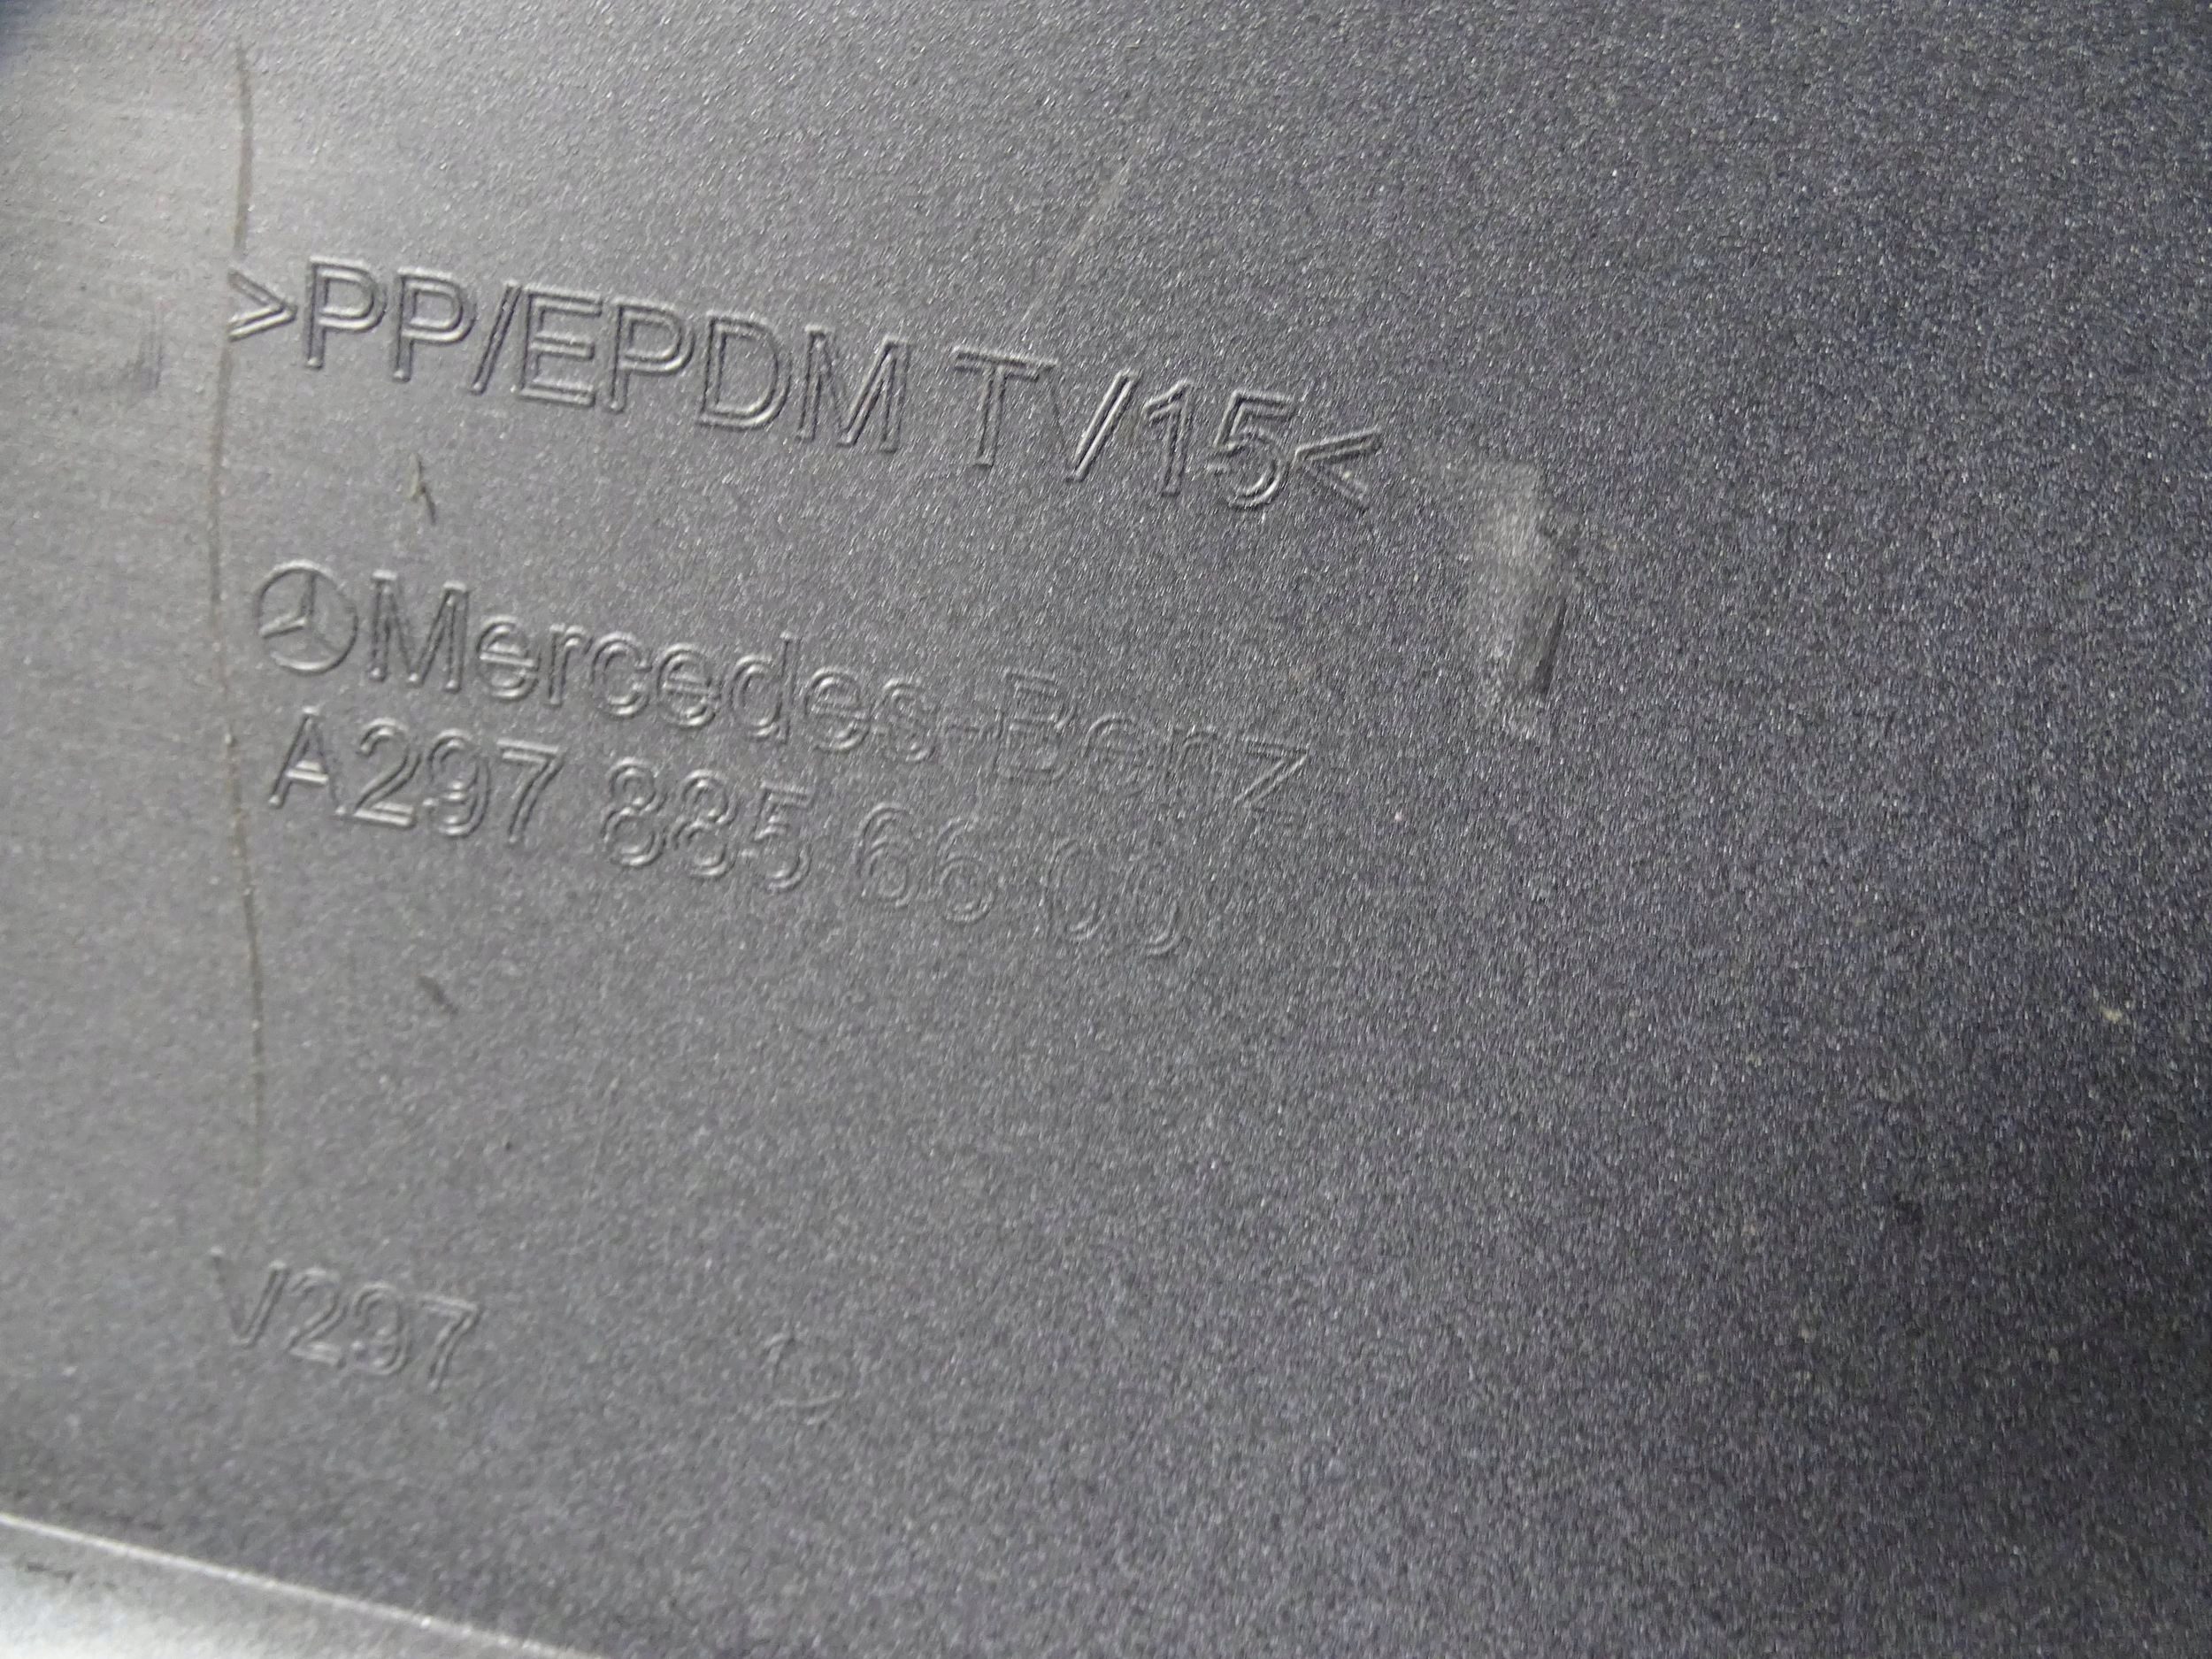 >PP/EPDM TV15<
Mercedes-Benz
A297 885 66 00
V297